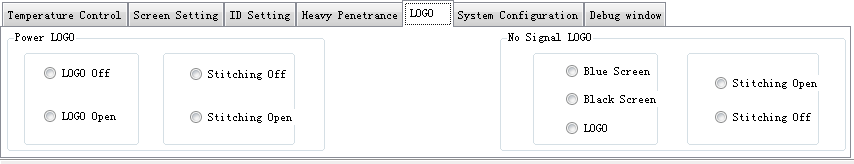 Temperature Control Screen Setting ID Setting Heavy Penetrance LOGO System Configuration Debug window
Power LOGO
LOGO Off
LOGO Open
Stitching Off
Stitching Open
No Signal LOGO
Blue Screen
Black Screen
LOGO
Stitching Open
Stitching Off